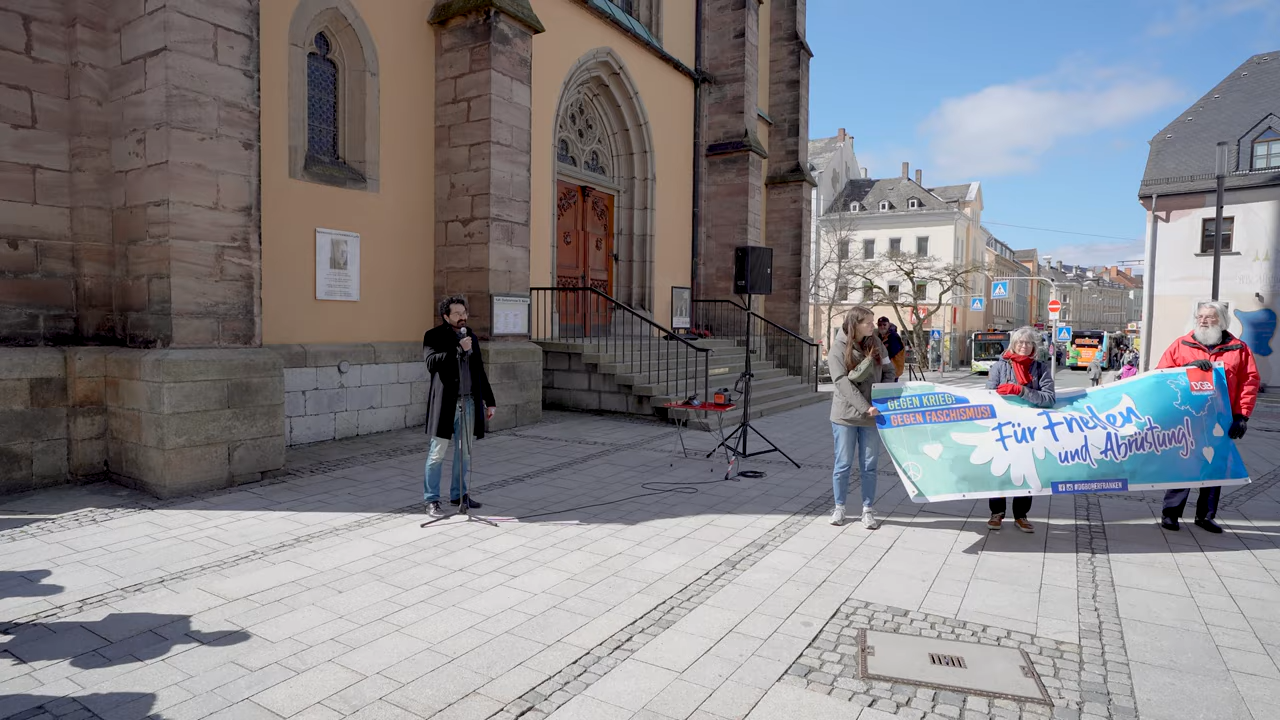 GEGEN KRIEG!
GEGEN FASCHISMUS!
Für Frieden
und Abrüstung!
DGB
#DGBOBERFRANKEN